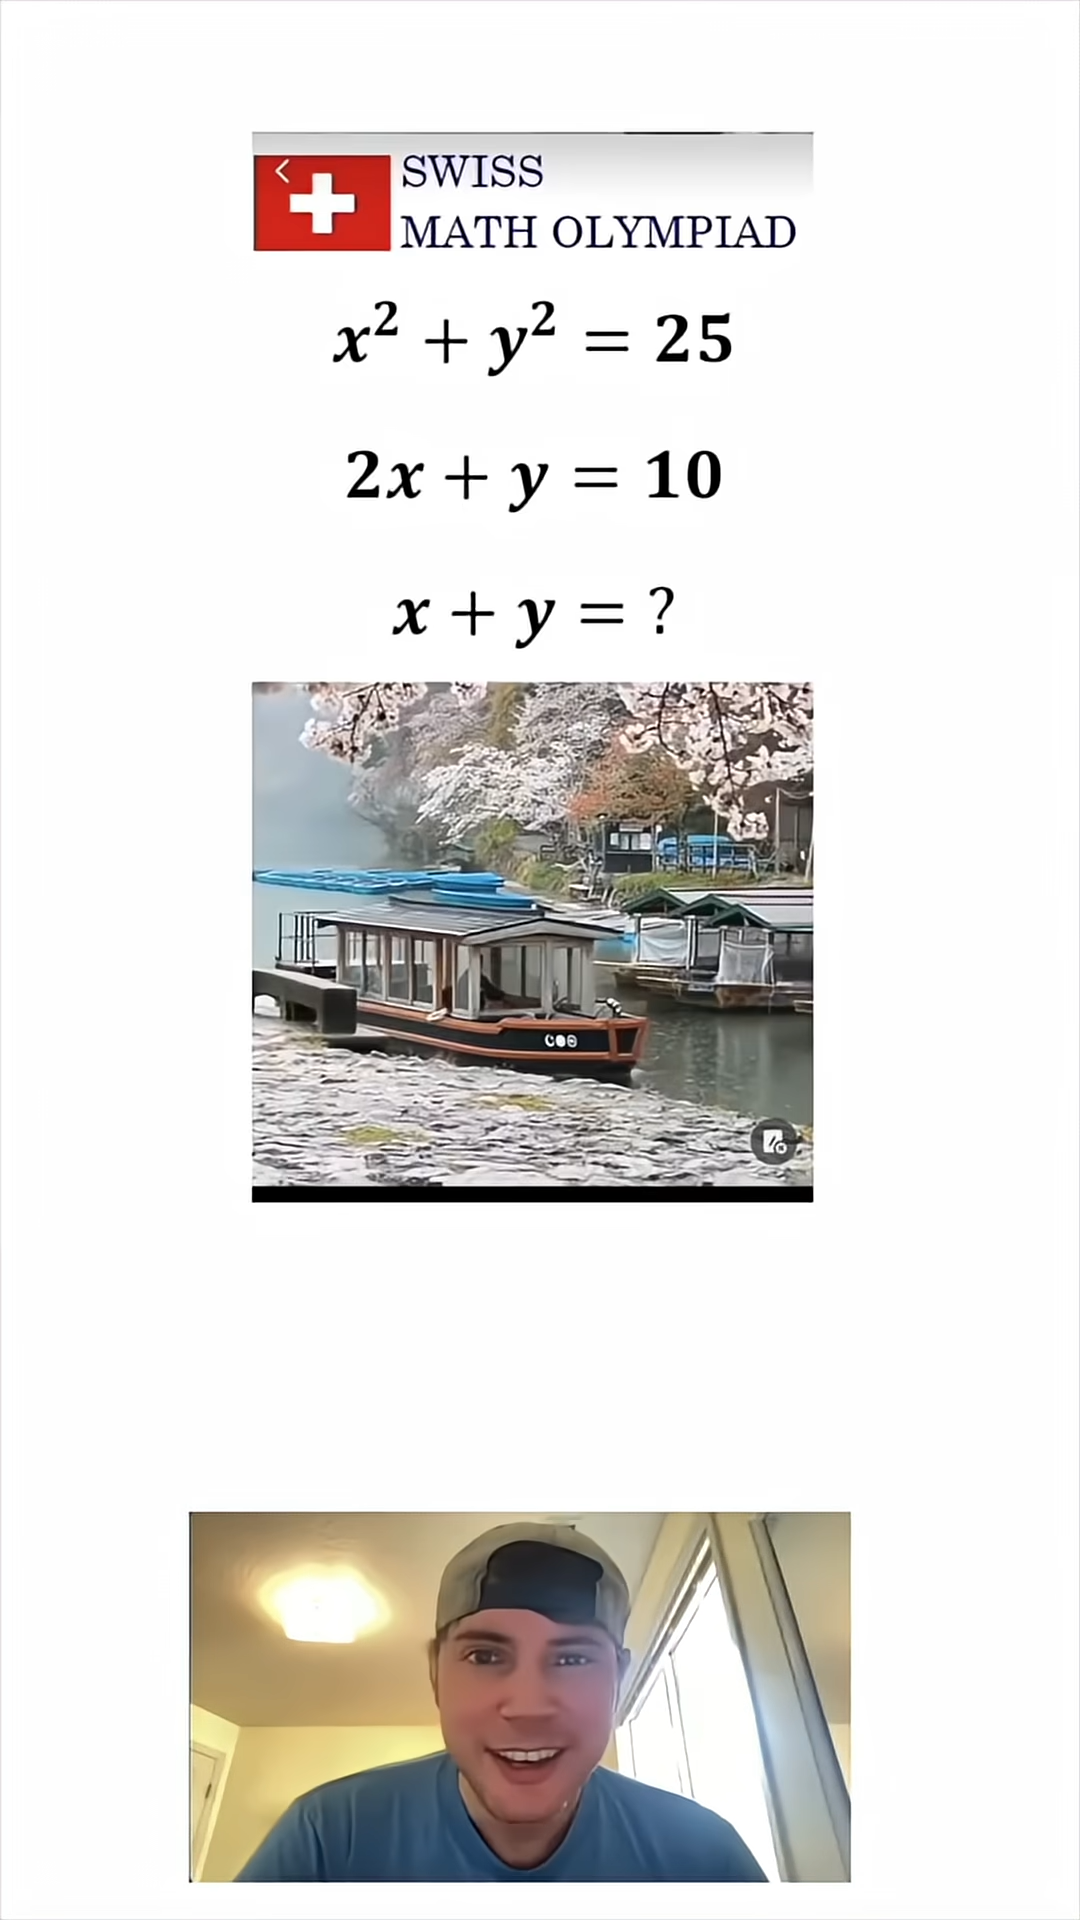 SWISS
MATH OLYMPIAD
x² + y² = 25
2x + y = 10
x + y = ?